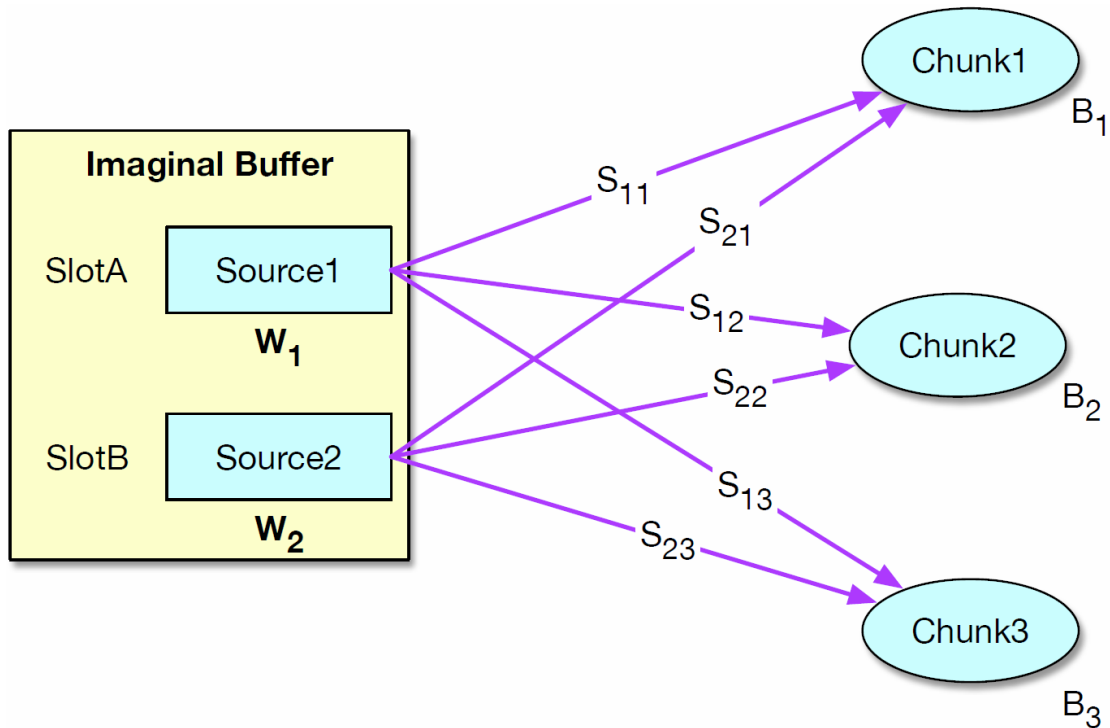 Chunk1
B1
Imaginal Buffer
S11
S21
SlotA
Source1
S12
W1
Chunk2
S22
B2
SlotB
Source2
S13
W2
S23
Chunk3
B3